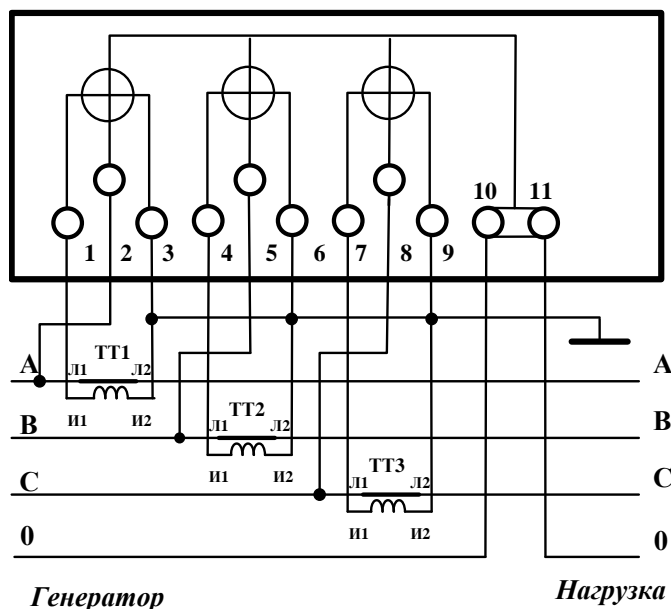 10 11
1 2 3 4 5 6 7 8 9
A ТТ1 A
Л1 Л2
И1 И2
B ТТ2 B
Л1 Л2
И1 И2
C ТТ3 C
Л1 Л2
И1 И2
0 0
Генератор Нагрузка